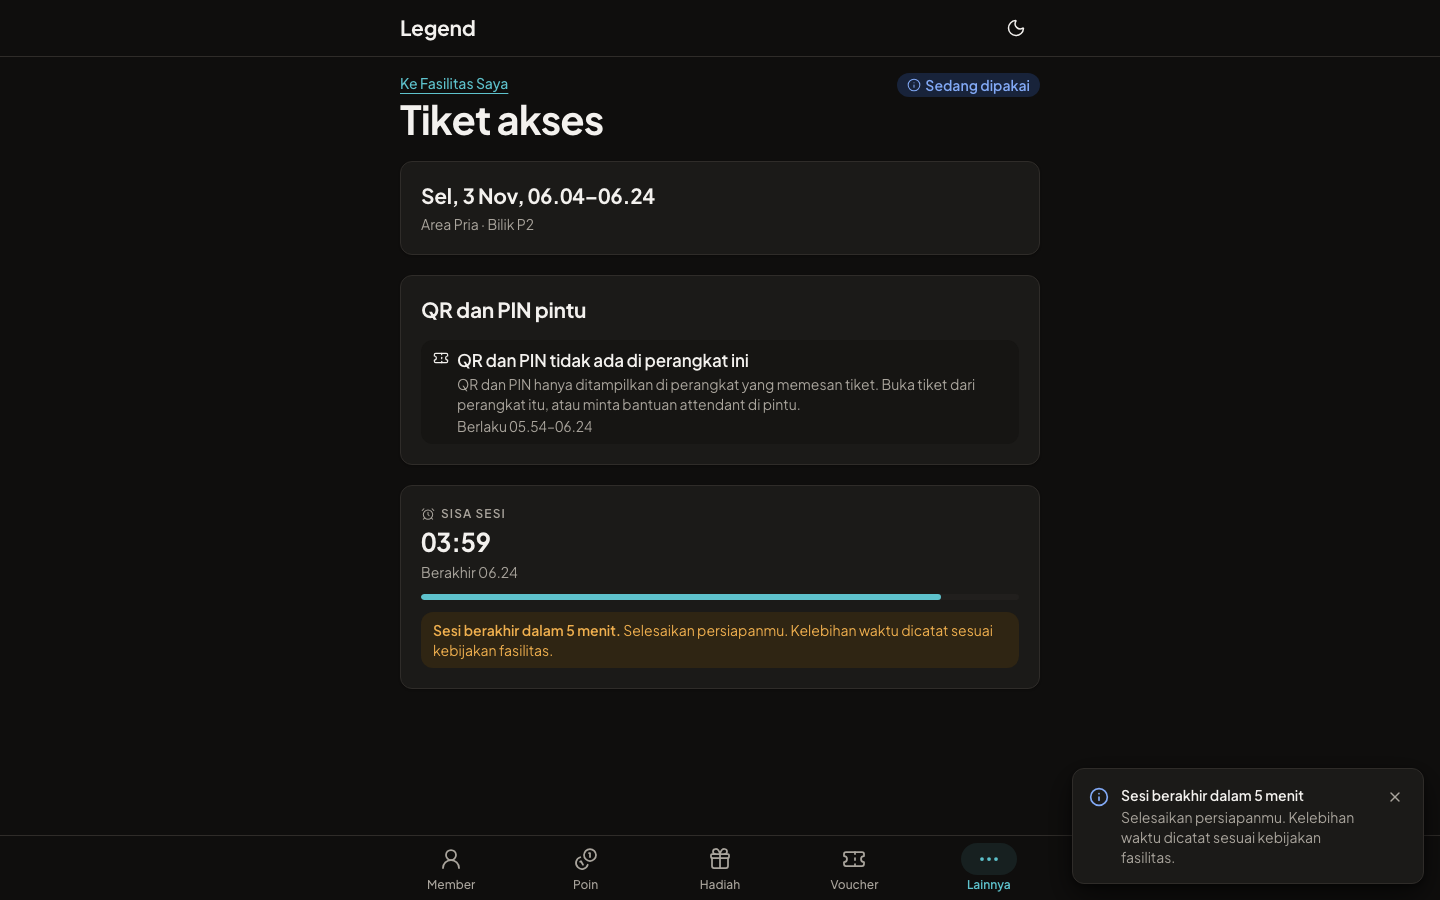 Legend
Ke Fasilitas Saya
Sedang dipakai
Tiket akses
Sel, 3 Nov, 06.04–06.24
Area Pria · Bilik P2
QR dan PIN pintu
QR dan PIN tidak ada di perangkat ini
QR dan PIN hanya ditampilkan di perangkat yang memesan tiket. Buka tiket dari
perangkat itu, atau minta bantuan attendant di pintu.
Berlaku 05.54–06.24
SISA SESI
03:59
Berakhir 06.24
Sesi berakhir dalam 5 menit. Selesaikan persiapanmu. Kelebihan waktu dicatat sesuai
kebijakan fasilitas.
Sesi berakhir dalam 5 menit
Selesaikan persiapanmu. Kelebihan
waktu dicatat sesuai kebijakan
fasilitas.
Member
Poin
Hadiah
Voucher
Lainnya